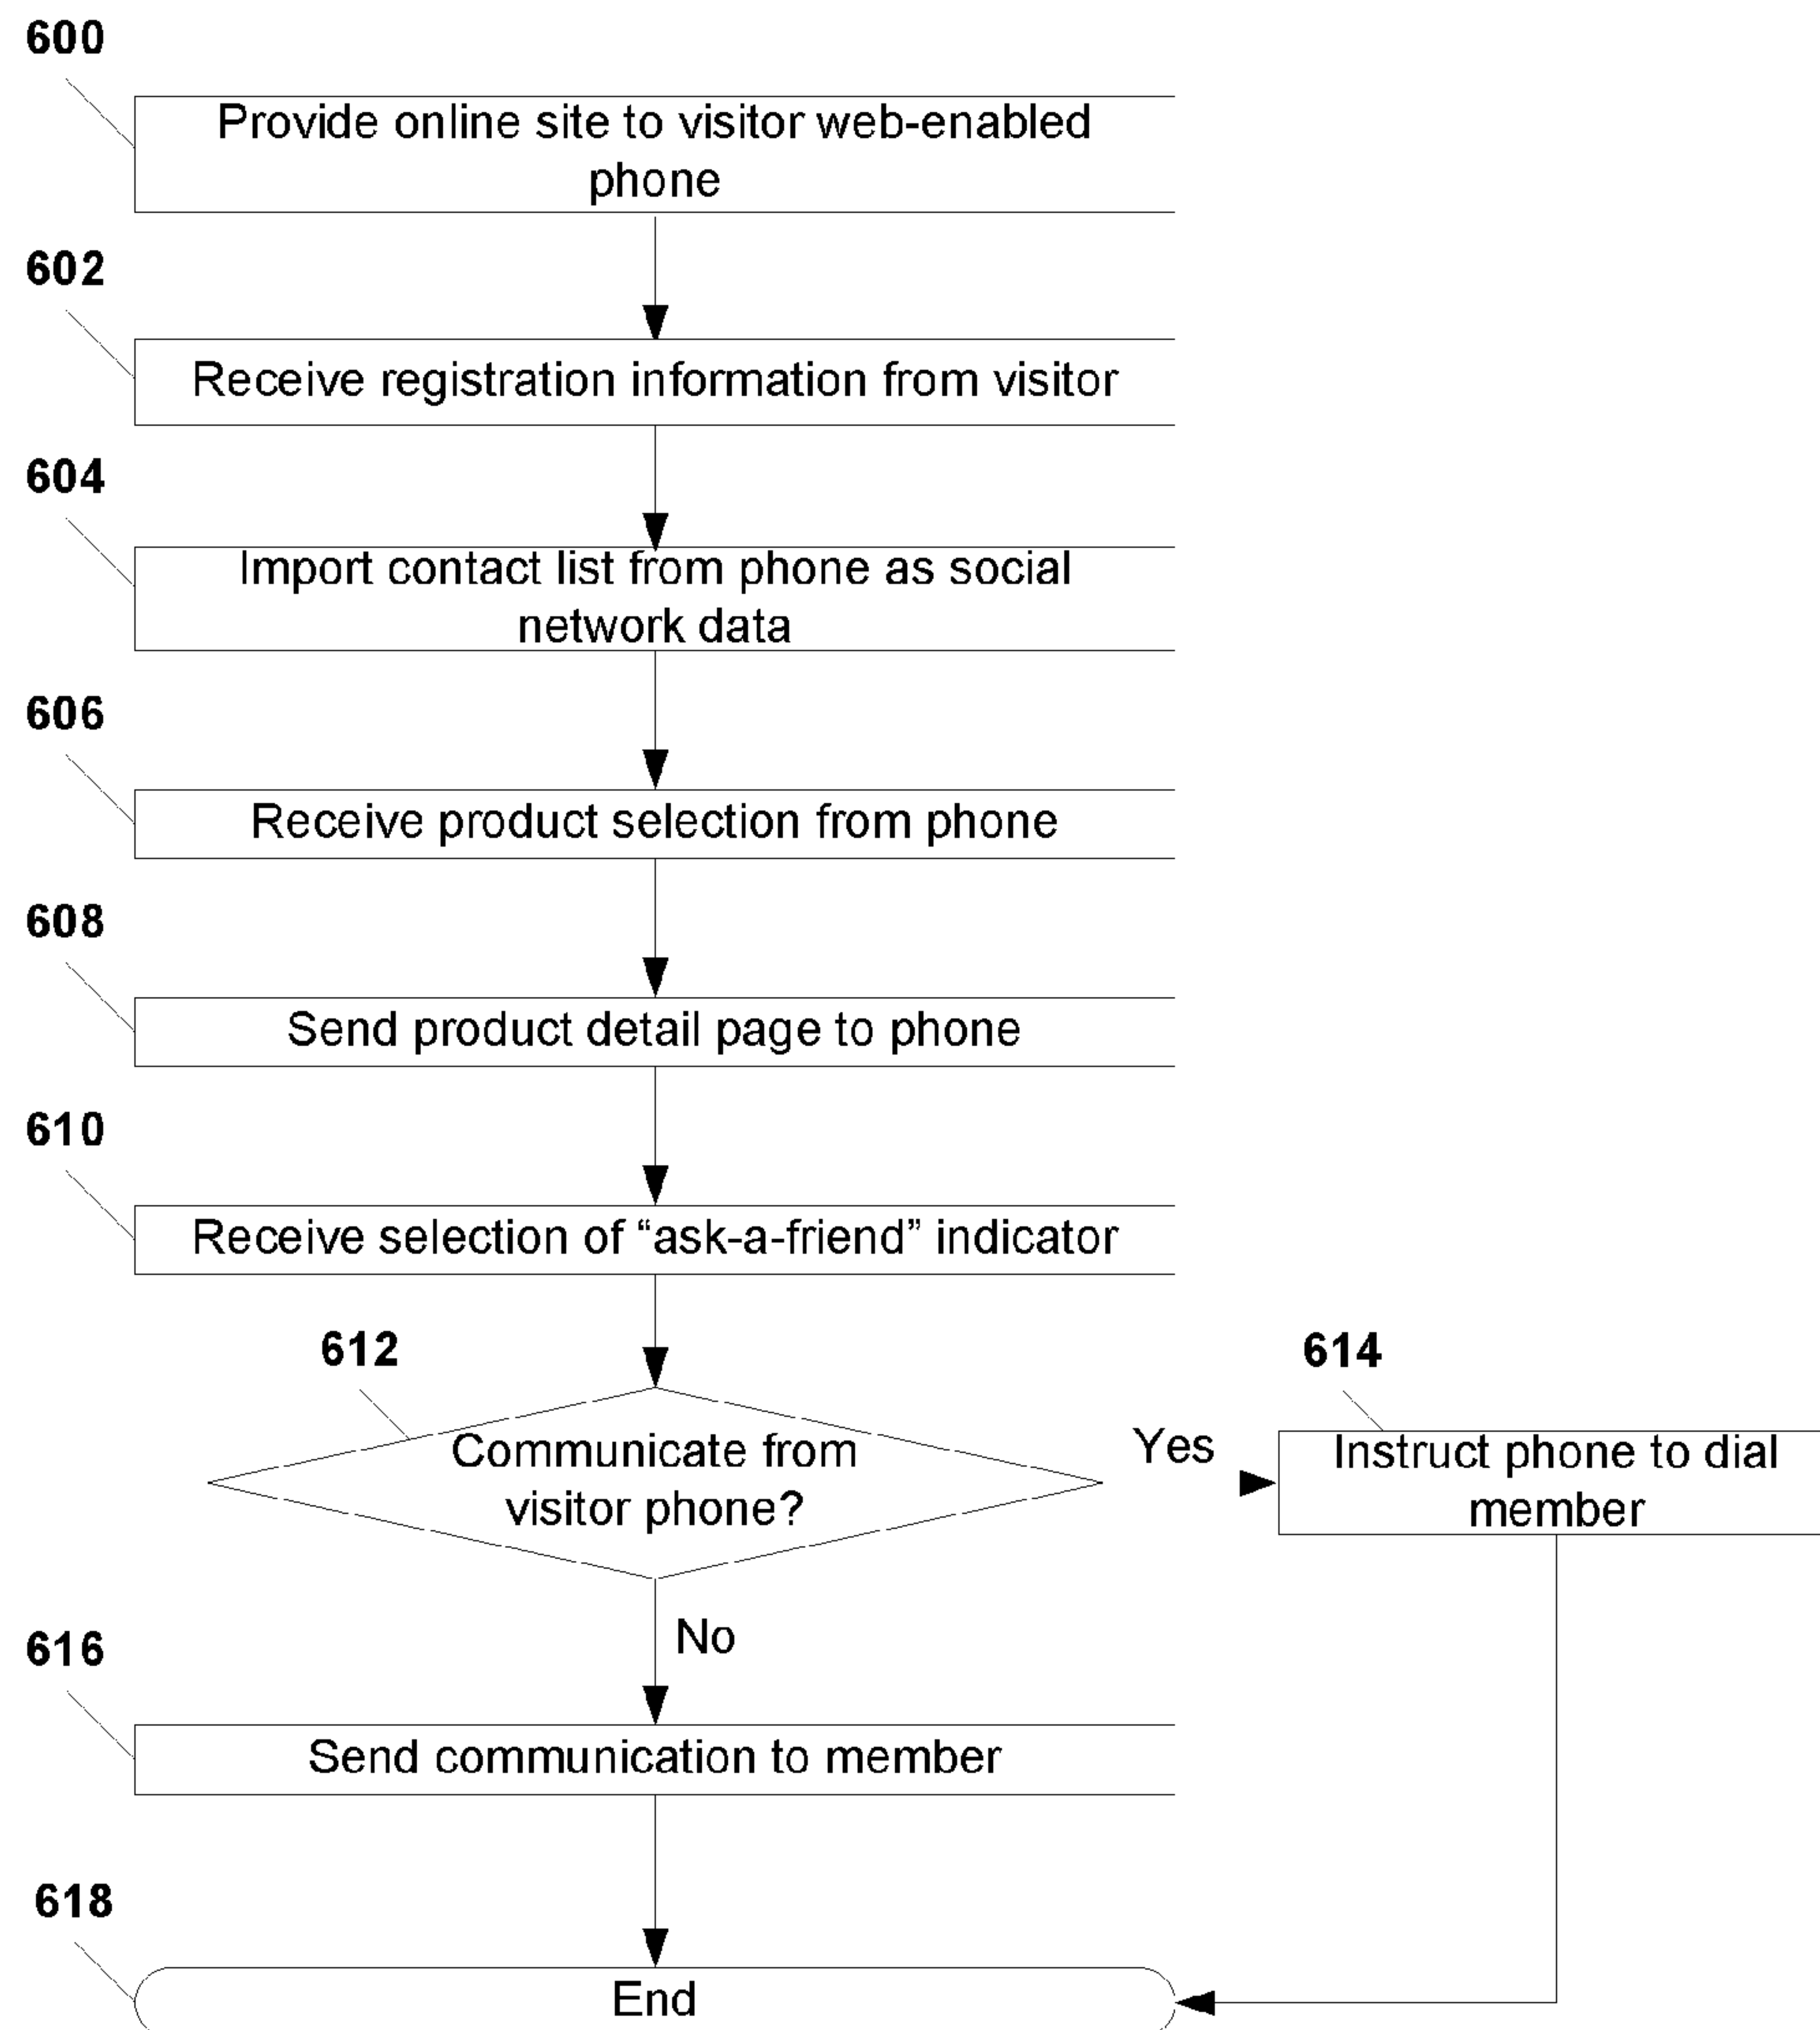 600
Provide online site to visitor web-enabled
phone
602
Receive registration information from visitor
604
Import contact list from phone as social
network data
606
Receive product selection from phone
608
Send product detail page to phone
610
Receive selection of “ask-a-friend” indicator
612
Communicate from
visitor phone?
Yes
614
Instruct phone to dial
member
No
616
Send communication to member
618
End